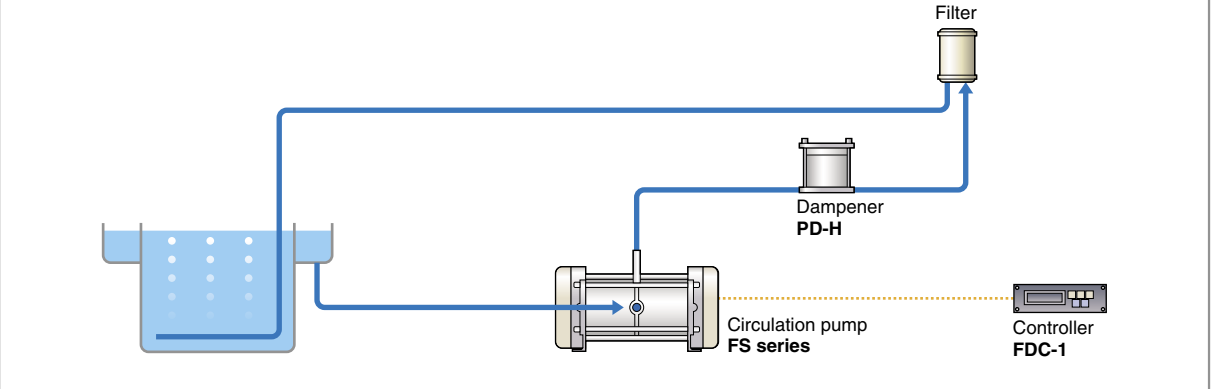 Filter
Dampener
PD-H
Circulation pump
FS series
Controller
FDC-1